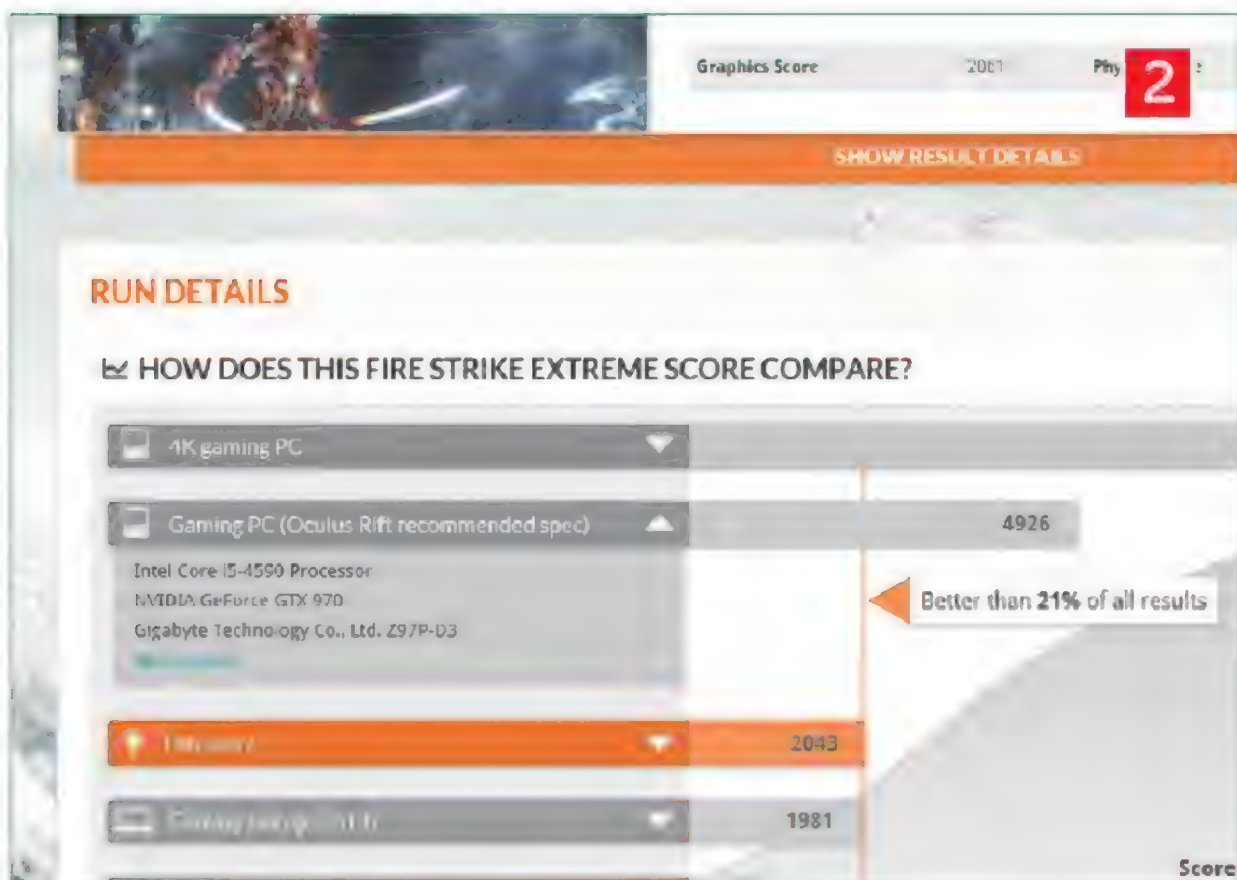 Graphics Score 2061 Phy
2
SHOW RESULT DETAILS
RUN DETAILS
HOW DOES THIS FIRE STRIKE EXTREME SCORE COMPARE?
4K gaming PC
Gaming PC (Oculus Rift recommended spec) 4926
Intel Core i5-4590 Processor
NVIDIA GeForce GTX 970
Gigabyte Technology Co., Ltd. Z97P-D3
Better than 21% of all results
2043
1981
Score